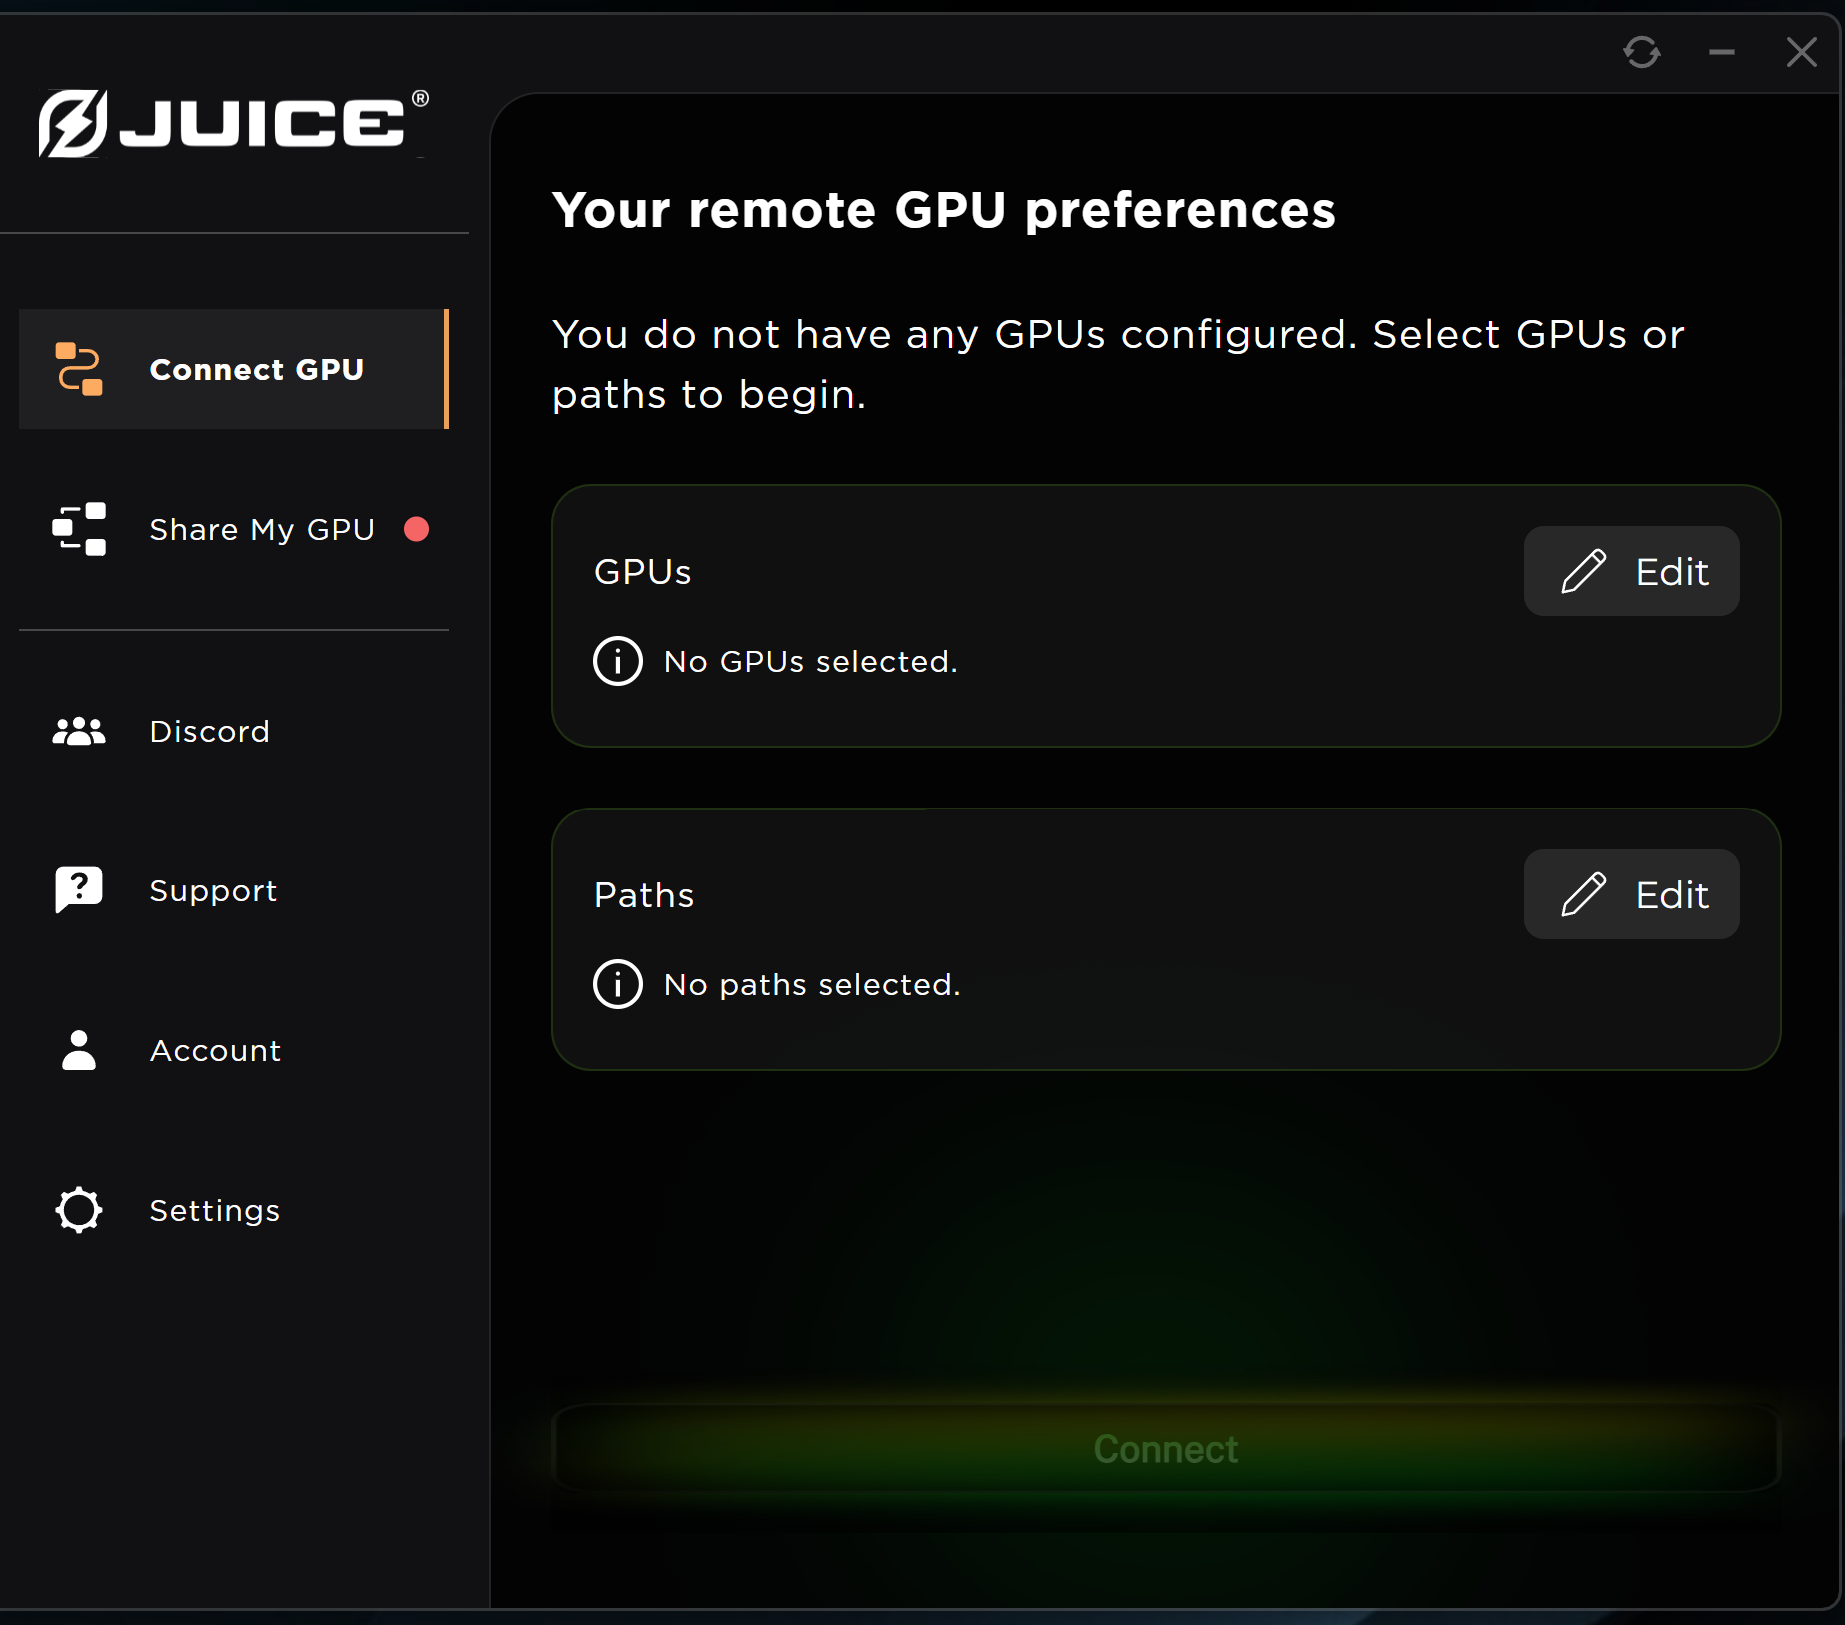 JUICE®
Connect GPU
Share My GPU
Discord
Support
Account
Settings
Your remote GPU preferences
You do not have any GPUs configured. Select GPUs or
paths to begin.
GPUs
Edit
No GPUs selected.
Paths
Edit
No paths selected.
Connect